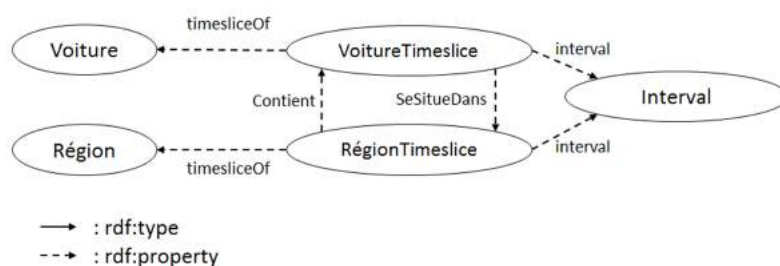 timesliceOf
Voiture
VoitureTimeslice
interval
Contient
SeSitueDans
Interval
Région
RégionTimeslice
interval
timesliceOf
: rdf:type
: rdf:property